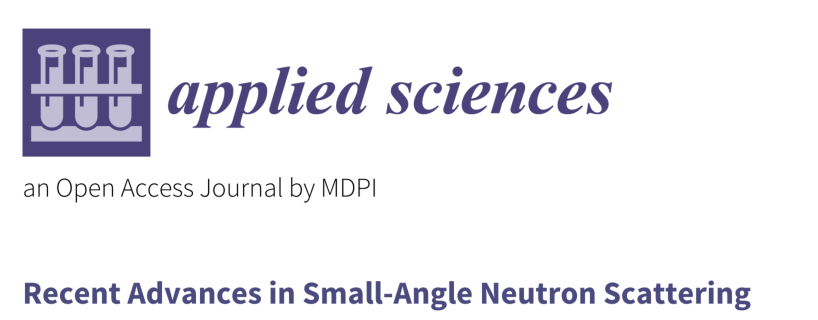 applied sciences
an Open Access Journal by MDPI
Recent Advances in Small-Angle Neutron Scattering